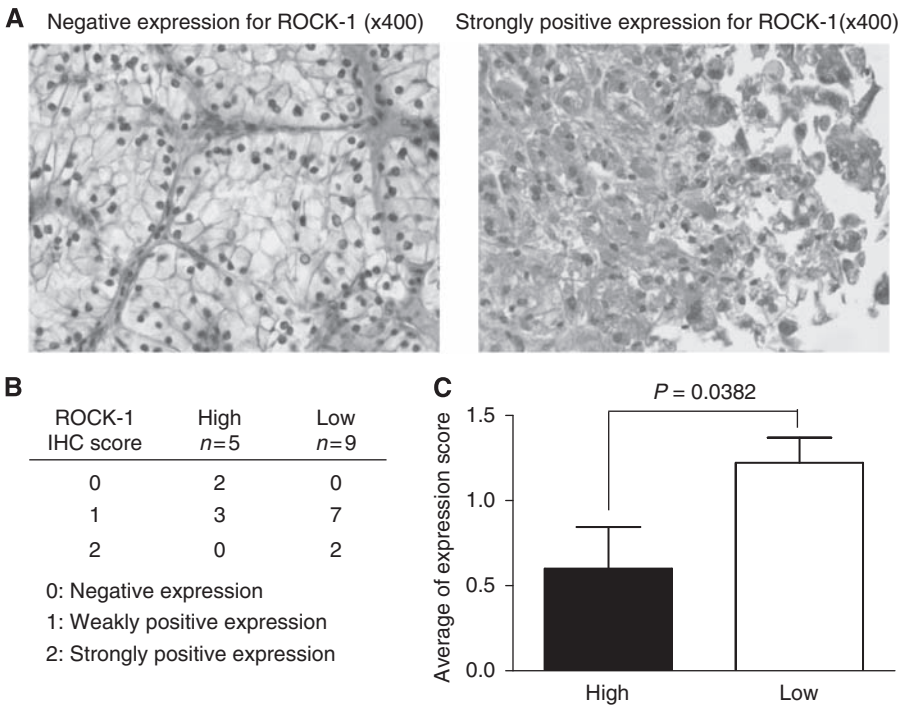 A
Negative expression for ROCK-1 (x400)
Strongly positive expression for ROCK-1(x400)
B
ROCK-1 High Low
IHC score n=5 n=9
0 2 0
1 3 7
2 0 2
0: Negative expression
1: Weakly positive expression
2: Strongly positive expression
C
P = 0.0382
Average of expression score
1.5
1.0
0.5
0.0
High Low